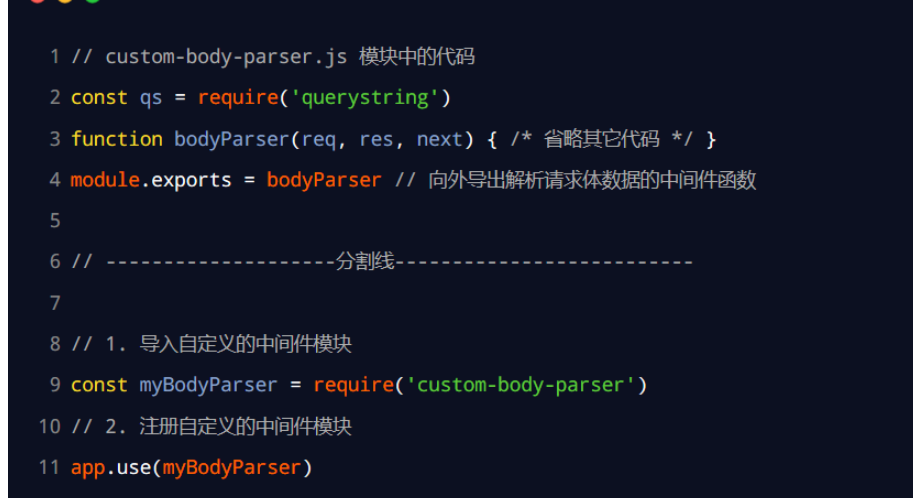 1 // custom-body-parser.js 模块中的代码
2 const qs = require('querystring')
3 function bodyParser(req, res, next) { /* 省略其它代码 */ }
4 module.exports = bodyParser // 向外导出解析请求体数据的中间件函数
5
6 // --------------------分割线--------------------------
7
8 // 1. 导入自定义的中间件模块
9 const myBodyParser = require('custom-body-parser')
10 // 2. 注册自定义的中间件模块
11 app.use(myBodyParser)